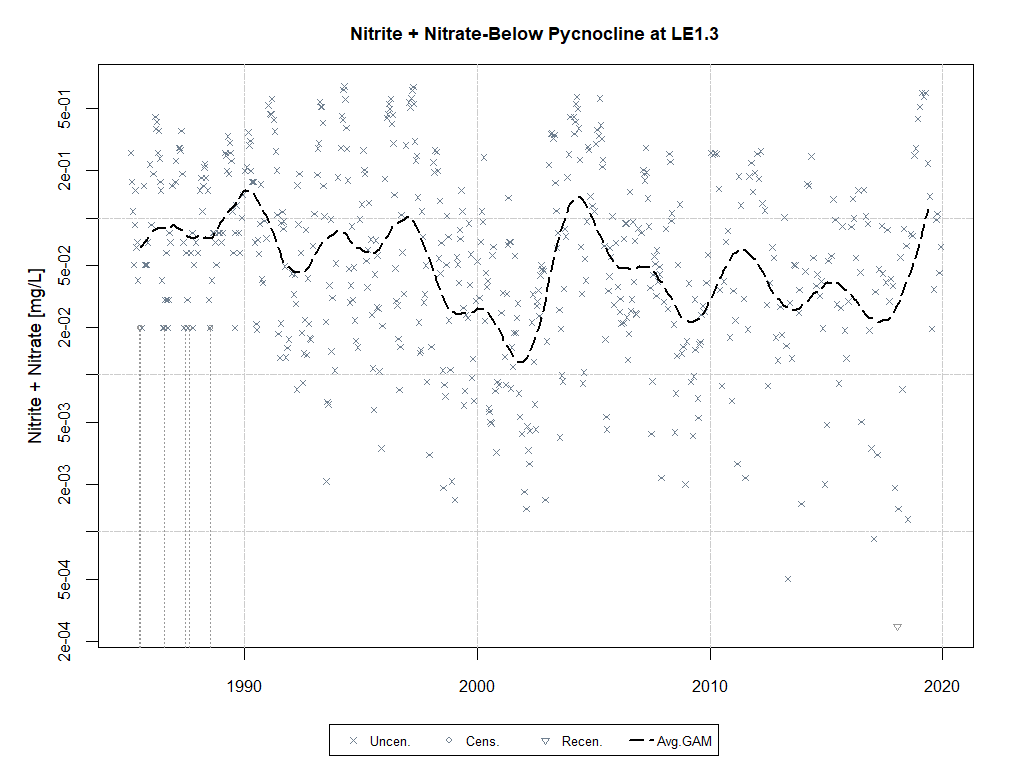 Nitrite + Nitrate-Below Pycnocline at LE1.3
Nitrite + Nitrate [mg/L]
5e-01
2e-01
5e-02
2e-02
5e-03
2e-03
5e-04
2e-04
1990 2000 2010 2020
Uncen. Cens. Recen. Avg.GAM